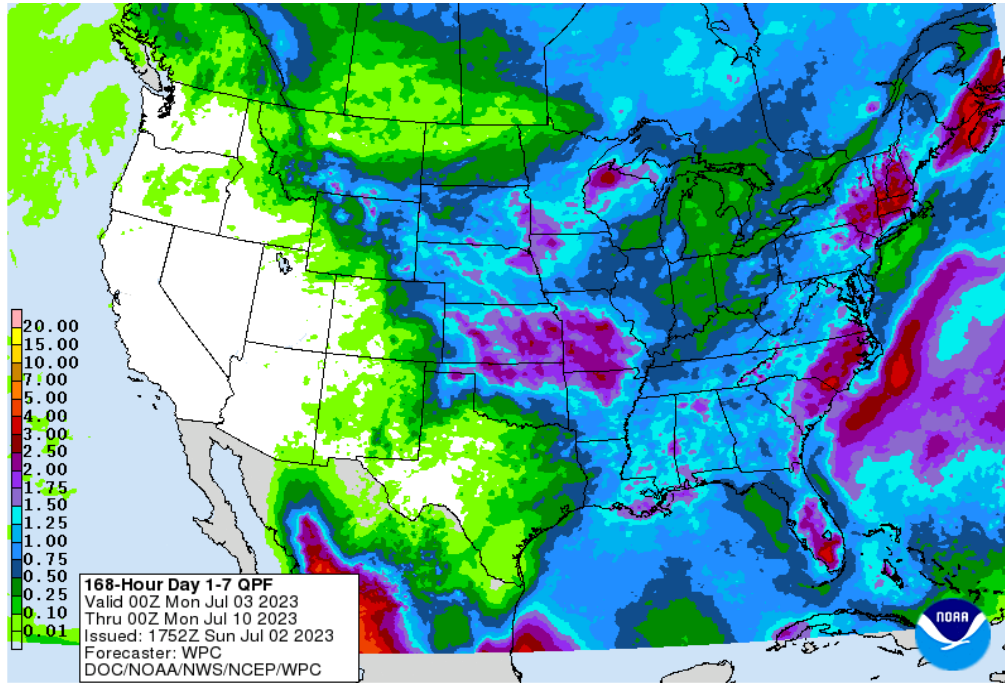 20.00
15.00
10.00
7.00
5.00
4.00
3.00
2.50
2.00
1.75
1.50
1.25
1.00
0.75
0.50
0.25
0.10
0.01
168-Hour Day 1-7 QPF
Valid 00Z Mon Jul 03 2023
Thru 00Z Mon Jul 10 2023
Issued: 1752Z Sun Jul 02 2023
Forecaster: WPC
DOC/NOAA/NWS/NCEP/WPC
NOAA